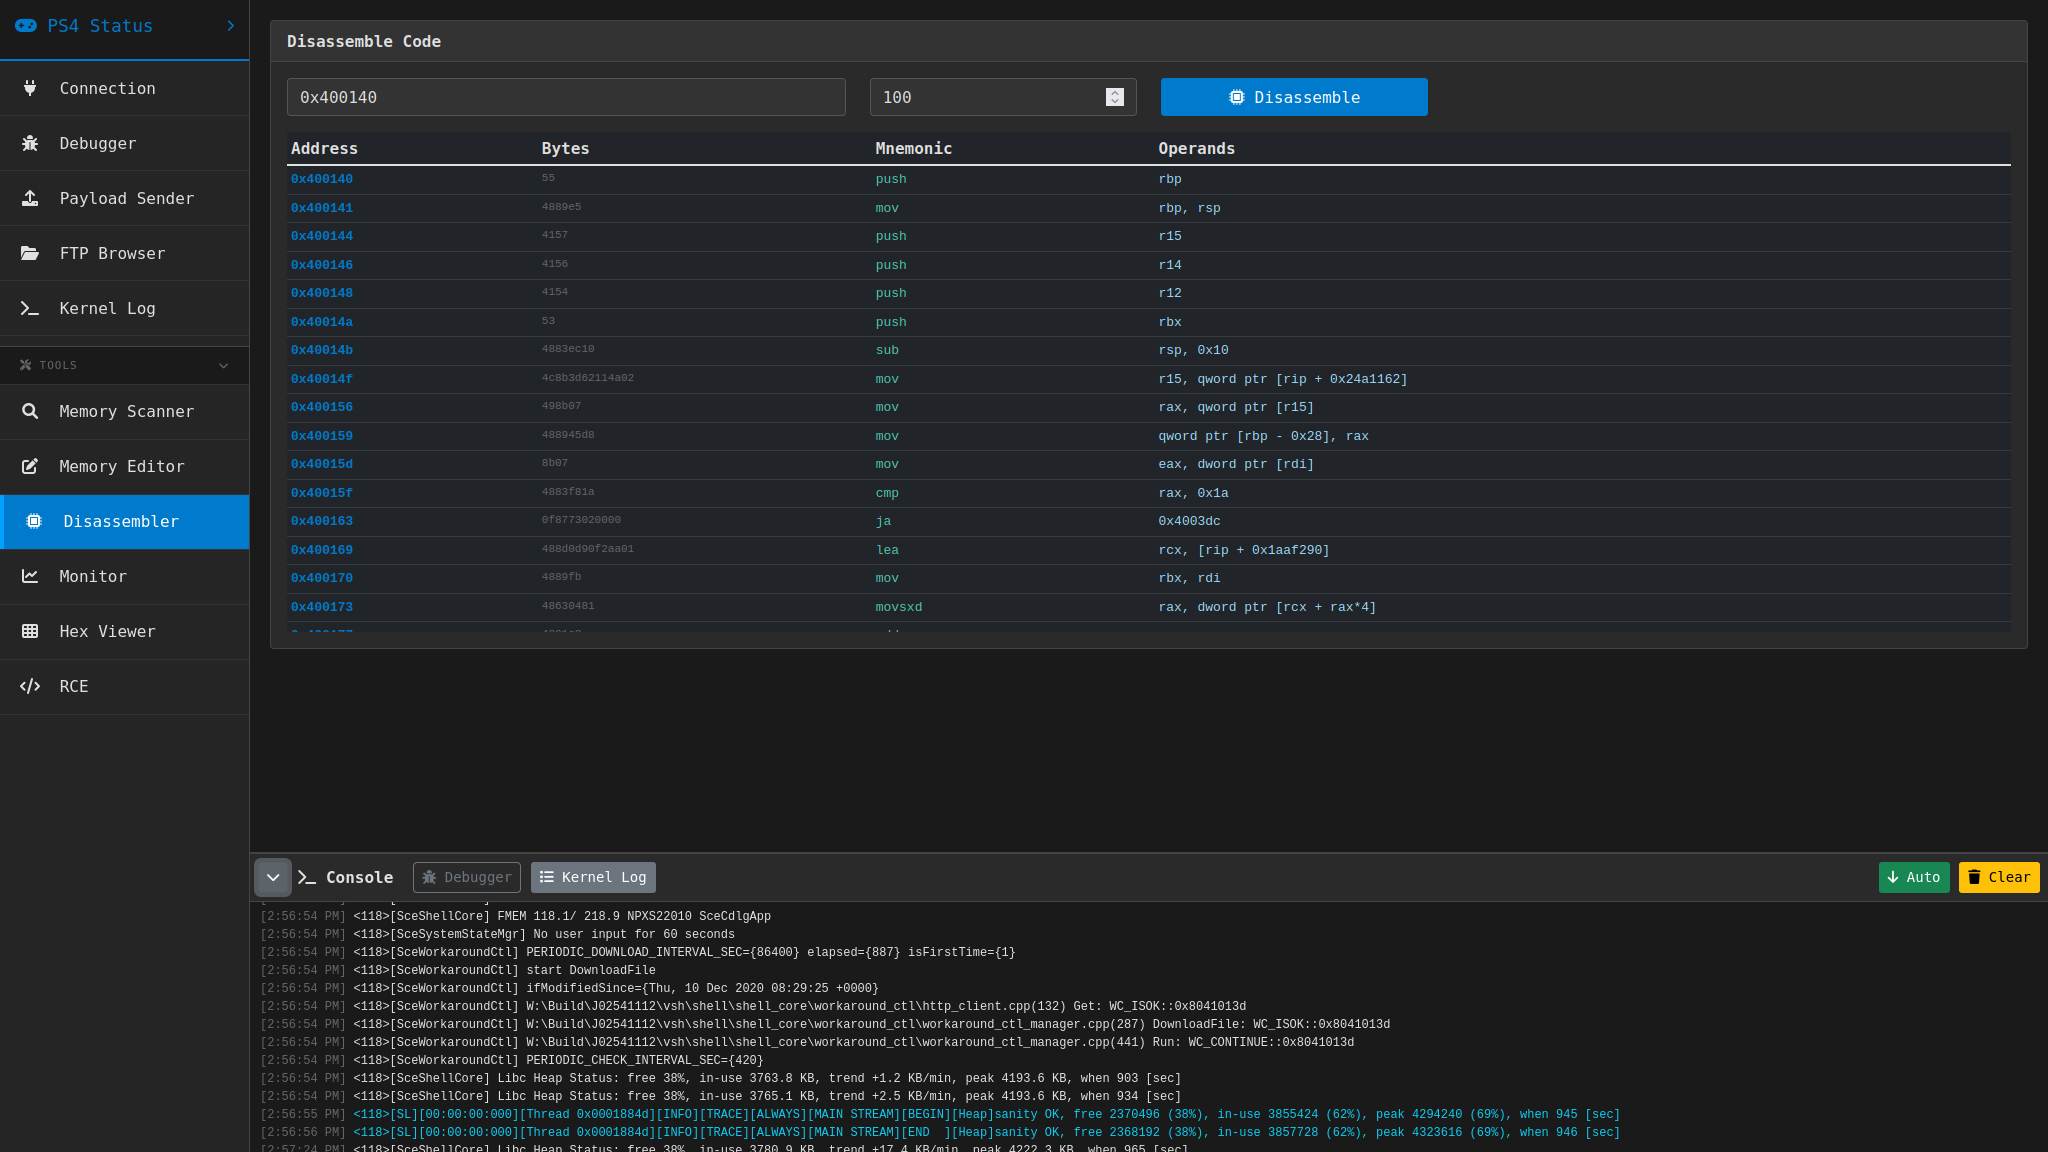 PS4 Status
Connection
Debugger
Payload Sender
FTP Browser
Kernel Log
TOOLS
Memory Scanner
Memory Editor
Disassembler
Monitor
Hex Viewer
RCE
Disassemble Code
0x400140 100 Disassemble
Address Bytes Mnemonic Operands
0x400140 55 push rbp
0x400141 4889e5 mov rbp, rsp
0x400144 4157 push r15
0x400146 4156 push r14
0x400148 4154 push r12
0x40014a 53 push rbx
0x40014b 4883ec10 sub rsp, 0x10
0x40014f 4c8b3d62114a02 mov r15, qword ptr [rip + 0x24a1162]
0x400156 498b07 mov rax, qword ptr [r15]
0x400159 488945d8 mov qword ptr [rbp - 0x28], rax
0x40015d 8b07 mov eax, dword ptr [rdi]
0x40015f 4883f81a cmp rax, 0x1a
0x400163 0f8773020000 ja 0x4003dc
0x400169 488d0d90f2aa01 lea rcx, [rip + 0x1aaf290]
0x400170 4889fb mov rbx, rdi
0x400173 48630481 movsxd rax, dword ptr [rcx + rax*4]
Console Debugger Kernel Log Auto Clear
[2:56:54 PM] <118>[SceShellCore] FMEM 118.1/ 218.9 NPXS22010 SceCdlgApp
[2:56:54 PM] <118>[SceSystemStateMgr] No user input for 60 seconds
[2:56:54 PM] <118>[SceWorkaroundCtl] PERIODIC_DOWNLOAD_INTERVAL_SEC={86400} elapsed={887} isFirstTime={1}
[2:56:54 PM] <118>[SceWorkaroundCtl] start DownloadFile
[2:56:54 PM] <118>[SceWorkaroundCtl] ifModifiedSince={Thu, 10 Dec 2020 08:29:25 +0000}
[2:56:54 PM] <118>[SceWorkaroundCtl] W:\Build\J02541112\vsh\shell\shell_core\workaround_ctl\http_client.cpp(132) Get: WC_ISOK::0x8041013d
[2:56:54 PM] <118>[SceWorkaroundCtl] W:\Build\J02541112\vsh\shell\shell_core\workaround_ctl\workaround_ctl_manager.cpp(287) DownloadFile: WC_ISOK::0x8041013d
[2:56:54 PM] <118>[SceWorkaroundCtl] W:\Build\J02541112\vsh\shell\shell_core\workaround_ctl\workaround_ctl_manager.cpp(441) Run: WC_CONTINUE::0x8041013d
[2:56:54 PM] <118>[SceWorkaroundCtl] PERIODIC_CHECK_INTERVAL_SEC={420}
[2:56:54 PM] <118>[SceShellCore] Libc Heap Status: free 38%, in-use 3763.8 KB, trend +1.2 KB/min, peak 4193.6 KB, when 903 [sec]
[2:56:54 PM] <118>[SceShellCore] Libc Heap Status: free 38%, in-use 3765.1 KB, trend +2.5 KB/min, peak 4193.6 KB, when 934 [sec]
[2:56:55 PM] <118>[SL][00:00:00:000][Thread 0x0001884d][INFO][TRACE][ALWAYS][MAIN STREAM][BEGIN][Heap]sanity OK, free 2370496 (38%), in-use 3855424 (62%), peak 4294240 (69%), when 945 [sec]
[2:56:56 PM] <118>[SL][00:00:00:000][Thread 0x0001884d][INFO][TRACE][ALWAYS][MAIN STREAM][END  ][Heap]sanity OK, free 2368192 (38%), in-use 3857728 (62%), peak 4323616 (69%), when 946 [sec]
[2:57:24 PM] <118>[SceShellCore] Libc Heap Status: free 38%, in-use 3780.9 KB, trend +17.4 KB/min, peak 4222.3 KB, when 965 [sec]